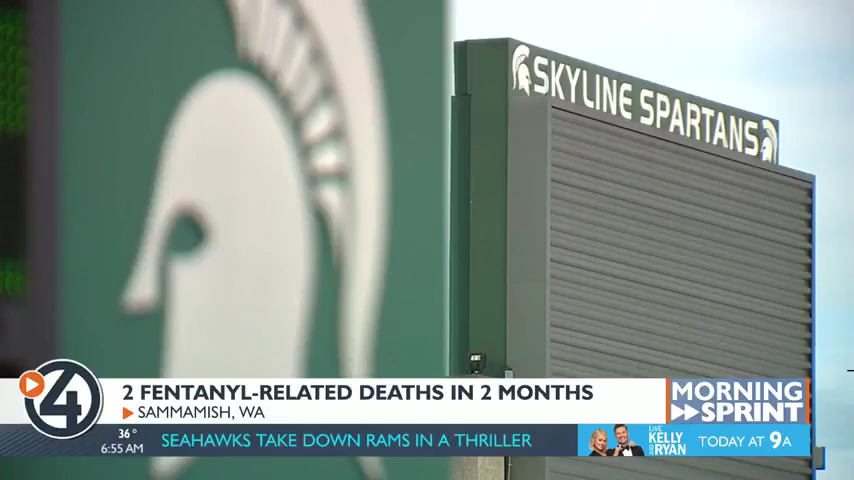 SKYLINE SPARTANS
4
2 FENTANYL-RELATED DEATHS IN 2 MONTHS
SAMMAMISH, WA
MORNING
SPRINT
36°
6:55 AM
SEAHAWKS TAKE DOWN RAMS IN A THRILLER
LIVE
KELLY
AND RYAN
TODAY AT 9A